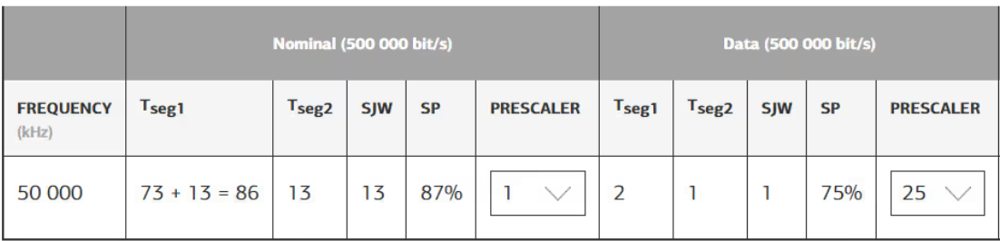 Nominal (500 000 bit/s) Data (500 000 bit/s)
FREQUENCY (kHz) Tseg1 Tseg2 SJW SP PRESCALER Tseg1 Tseg2 SJW SP PRESCALER
50 000 73 + 13 = 86 13 13 87% 1 2 1 1 75% 25